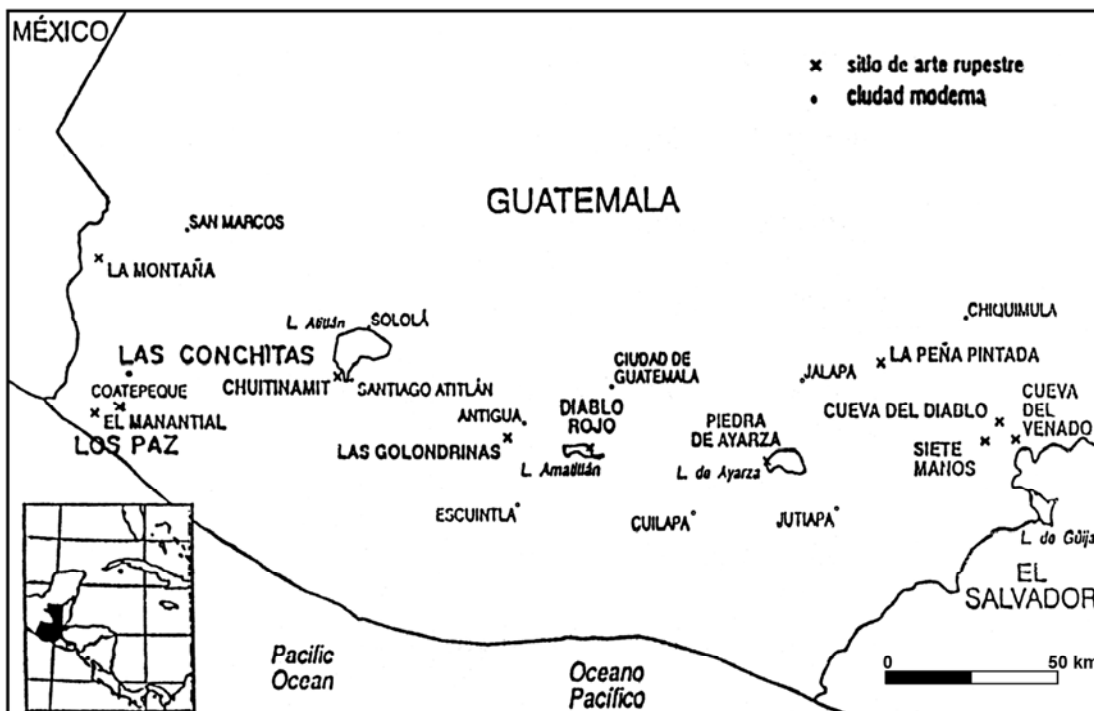 MÉXICO
x sitio de arte rupestre
• ciudad moderna
GUATEMALA
SAN MARCOS
LA MONTAÑA
L. Atitlán
SOLOLÁ
CHIQUIMULA
LAS CONCHITAS
CIUDAD DE
GUATEMALA
LA PEÑA PINTADA
COATEPEQUE
CHUITINAMIT
SANTIAGO ATITLÁN
JALAPA
EL MANANTIAL
ANTIGUA
DIABLO
ROJO
PIEDRA
DE AYARZA
CUEVA DEL DIABLO
CUEVA
DEL
VENADO
LOS PAZ
LAS GOLONDRINAS
SIETE
MANOS
L. Amatitlán
L. de Ayarza
ESCUINTLA
CUILAPA
JUTIAPA
L. de Güija
EL
SALVADOR
Pacific
Ocean
Oceano
Pacífico
0 50 km